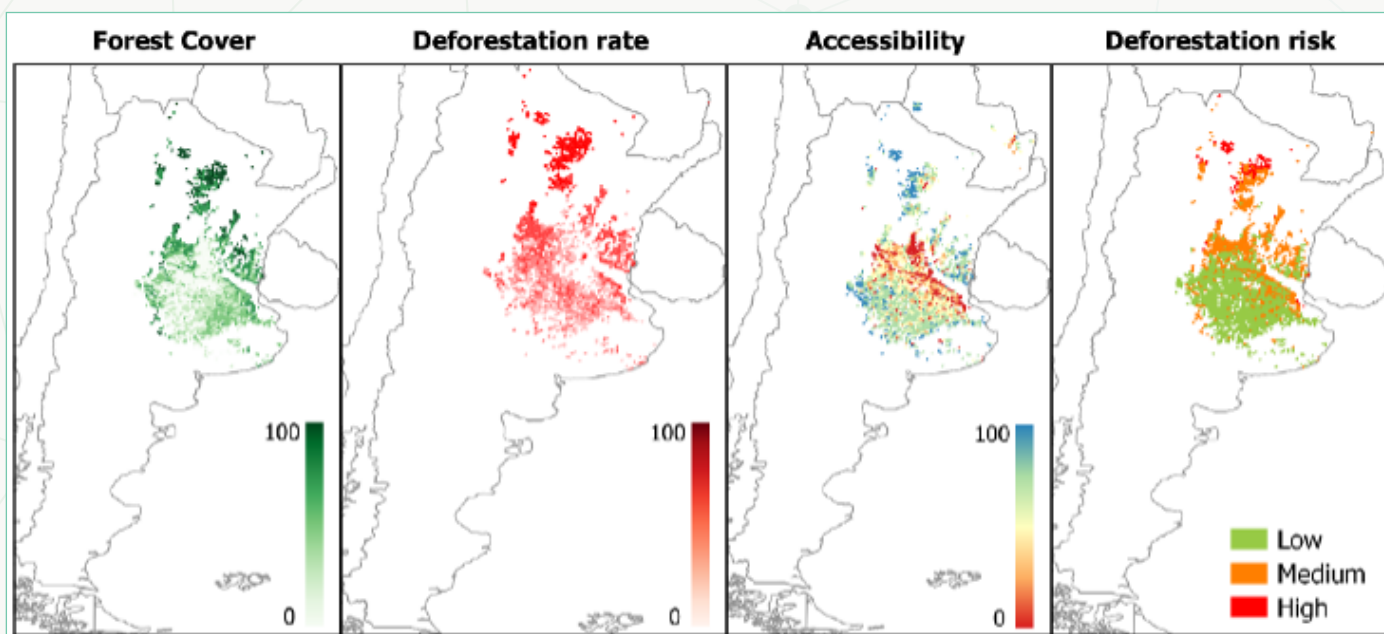 Forest Cover
Deforestation rate
Accessibility
Deforestation risk
100
0
100
0
100
0
Low
Medium
High